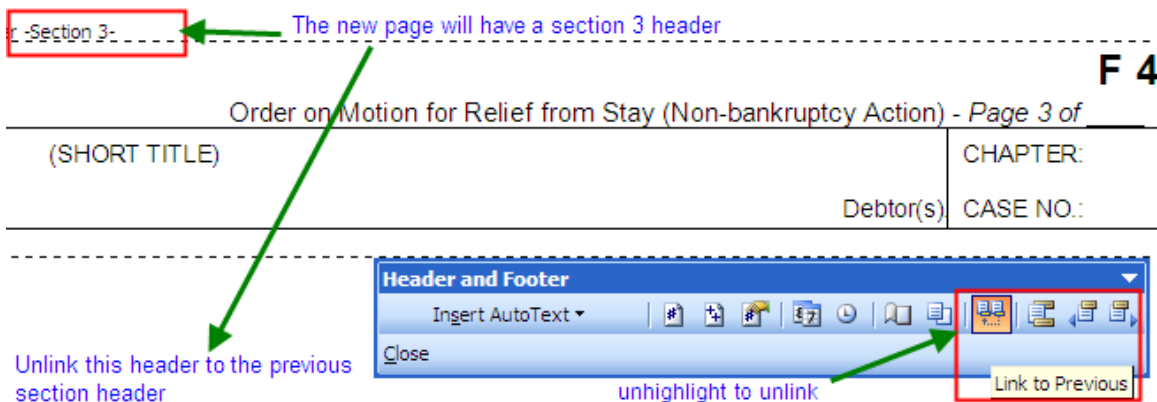 The new page will have a section 3 header
r -Section 3-
F 4
Order on Motion for Relief from Stay (Non-bankruptcy Action) - Page 3 of ____
(SHORT TITLE)
CHAPTER:
Debtor(s).
CASE NO.:
Header and Footer
Insert AutoText
Close
Link to Previous
Unlink this header to the previous
section header
unhighlight to unlink